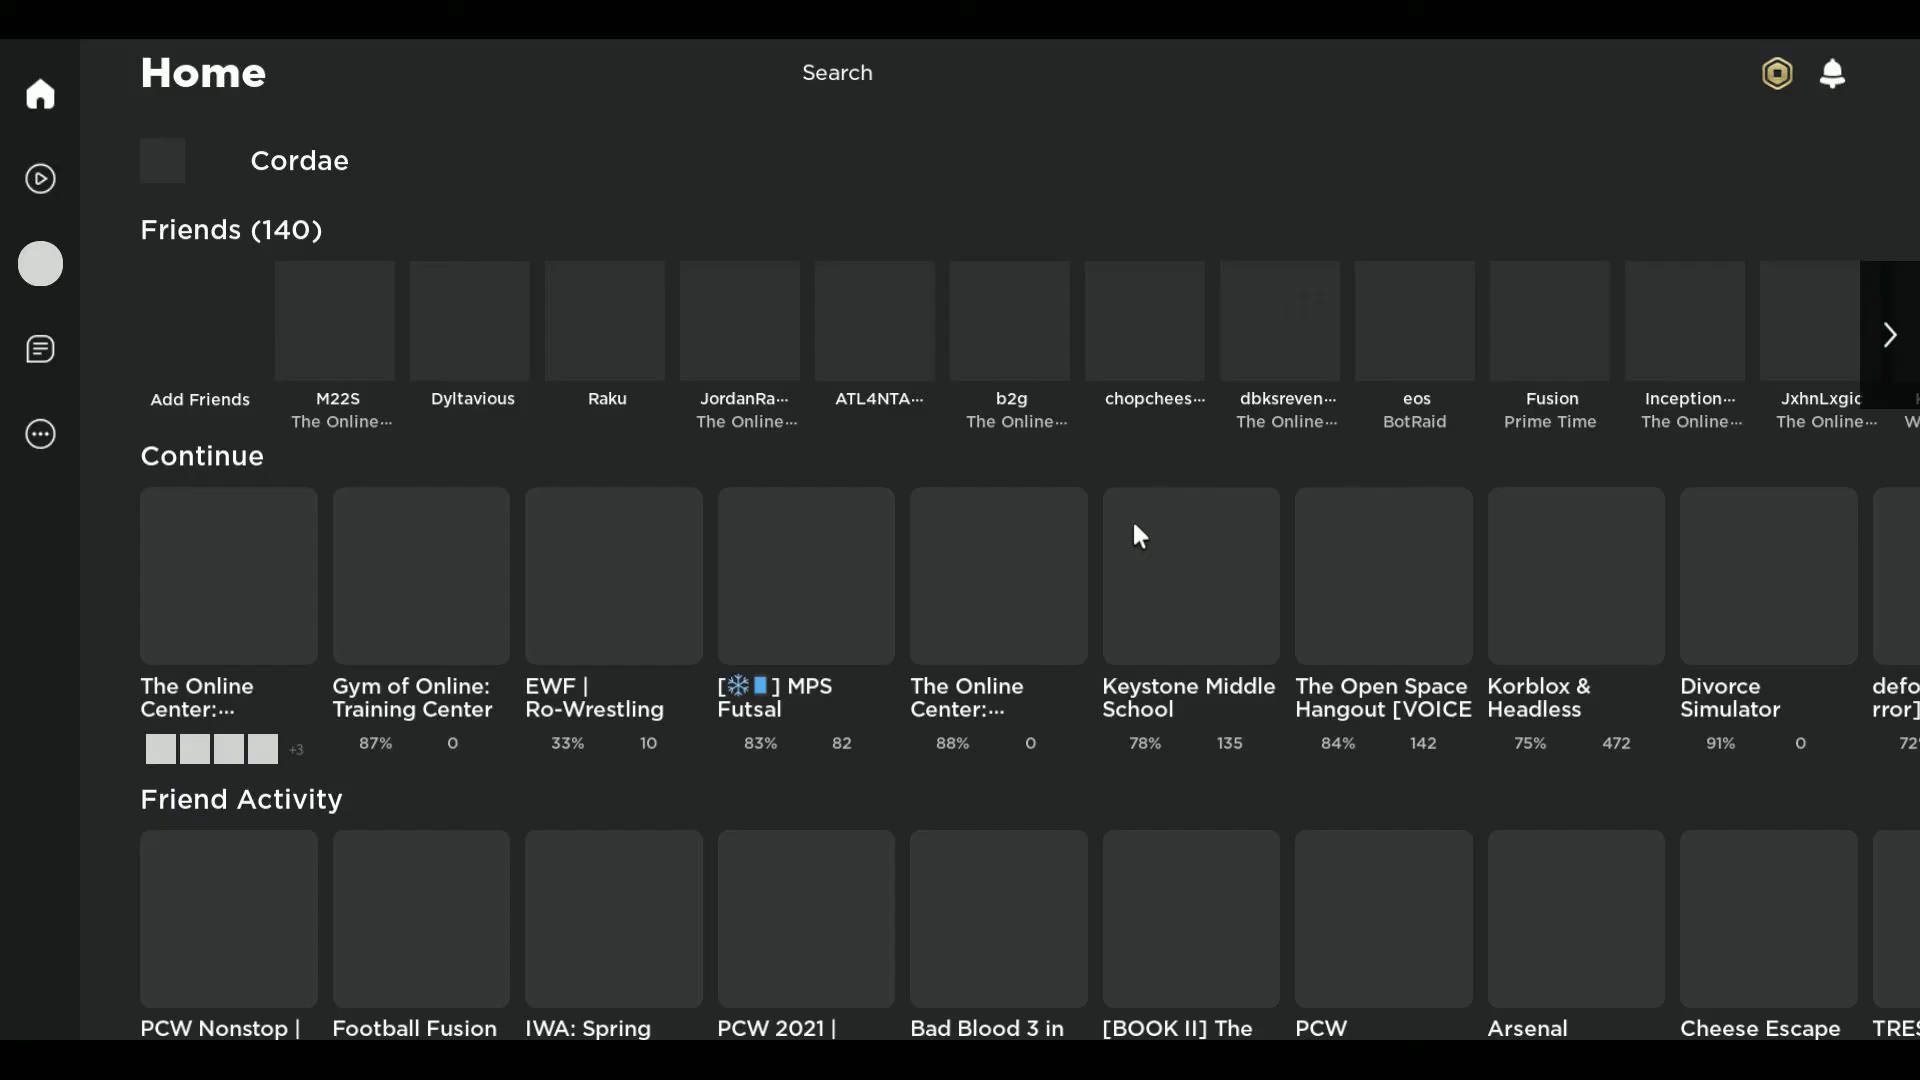 Home
Search
Cordae
Friends (140)
Add Friends
M22S
The Online...
Dyltavious
Raku
JordanRa...
The Online...
ATL4NTA...
b2g
The Online...
chopchees...
dbksreven...
The Online...
eos
BotRaid
Fusion
Prime Time
Inception...
The Online...
JxhnLxgic
The Online...
Continue
The Online
Center:...
+3
Gym of Online:
Training Center
87% 0
EWF |
Ro-Wrestling
33% 10
[❄️📘] MPS
Futsal
83% 82
The Online
Center:...
88% 0
Keystone Middle
School
78% 135
The Open Space
Hangout [VOICE
84% 142
Korblox &
Headless
75% 472
Divorce
Simulator
91% 0
defo
rror]
72%
Friend Activity
PCW Nonstop |
Football Fusion
IWA: Spring
PCW 2021 |
Bad Blood 3 in
[BOOK II] The
PCW
Arsenal
Cheese Escape
TRES